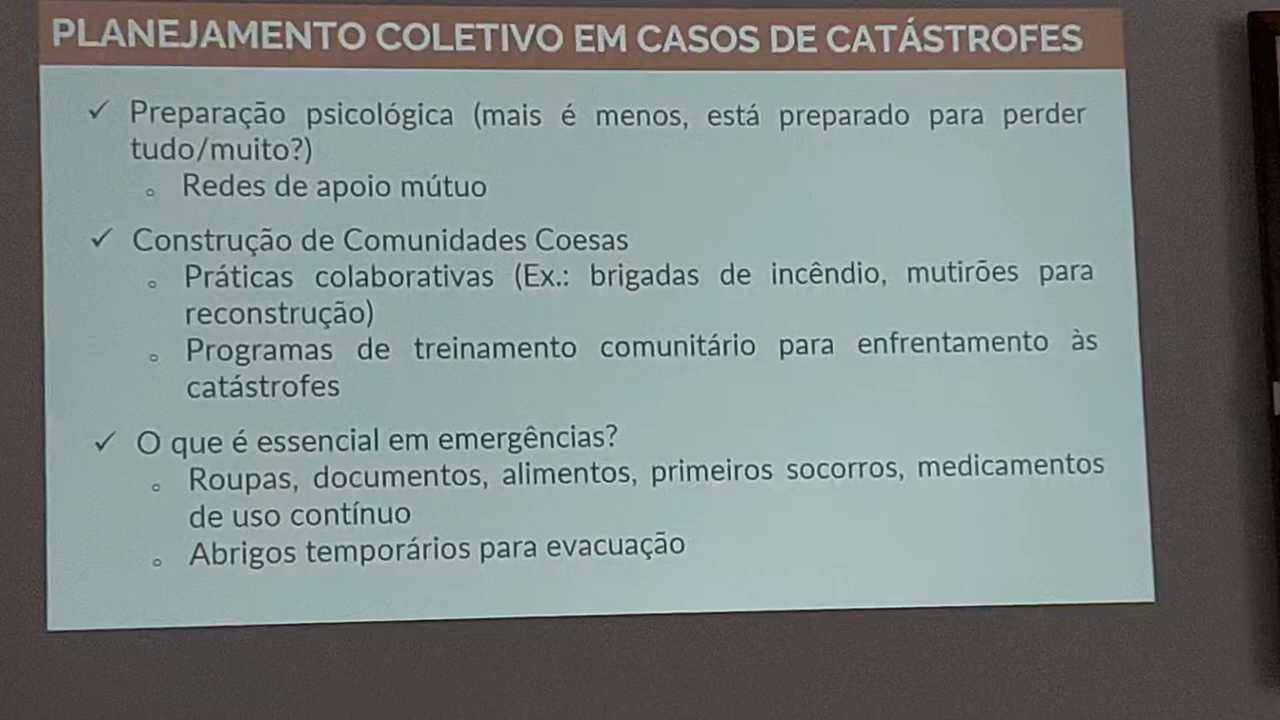 PLANEJAMENTO COLETIVO EM CASOS DE CATÁSTROFES
✓ Preparação psicológica (mais é menos, está preparado para perder
tudo/muito?)
◦ Redes de apoio mútuo
✓ Construção de Comunidades Coesas
◦ Práticas colaborativas (Ex.: brigadas de incêndio, mutirões para
reconstrução)
◦ Programas de treinamento comunitário para enfrentamento às
catástrofes
✓ O que é essencial em emergências?
◦ Roupas, documentos, alimentos, primeiros socorros, medicamentos
de uso contínuo
◦ Abrigos temporários para evacuação